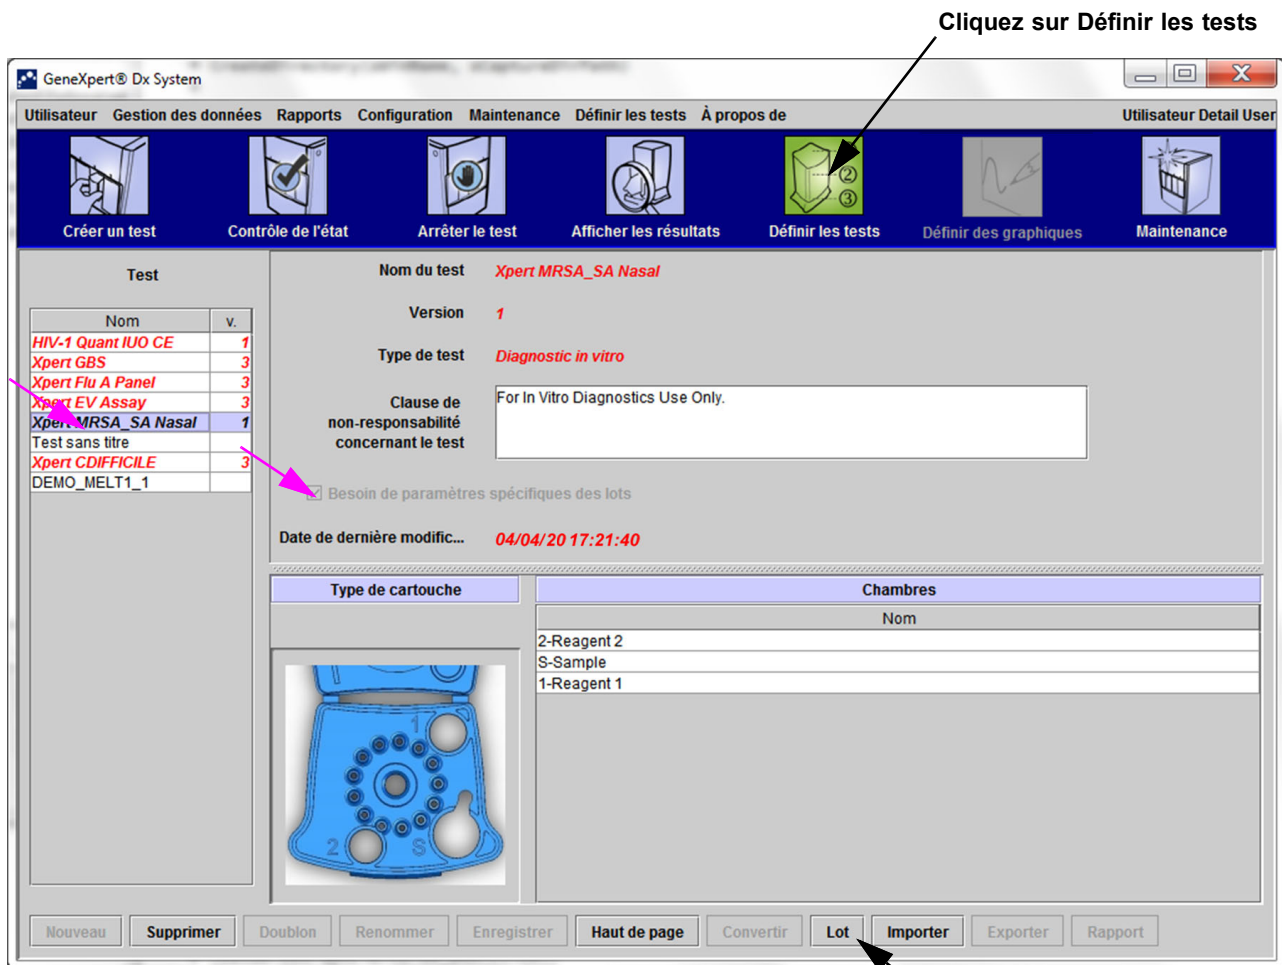 Cliquez sur Définir les tests
GeneXpert® Dx System
Utilisateur Gestion des données Rapports Configuration Maintenance Définir les tests À propos de Utilisateur Detail User
Créer un test Contrôle de l'état Arrêter le test Afficher les résultats Définir les tests Définir des graphiques Maintenance
Test
Nom v.
HIV-1 Quant IUO CE 1
Xpert GBS 3
Xpert Flu A Panel 3
Xpert EV Assay 3
Xpert MRSA_SA Nasal 1
Test sans titre
Xpert CDIFFICILE 3
DEMO_MELT1_1
Nom du test Xpert MRSA_SA Nasal
Version 1
Type de test Diagnostic in vitro
Clause de
non-responsabilité
concernant le test
For In Vitro Diagnostics Use Only.
Besoin de paramètres spécifiques des lots
Date de dernière modific... 04/04/20 17:21:40
Type de cartouche
Chambres
Nom
2-Reagent 2
S-Sample
1-Reagent 1
1
2 S
Nouveau Supprimer Doublon Renommer Enregistrer Haut de page Convertir Lot Importer Exporter Rapport